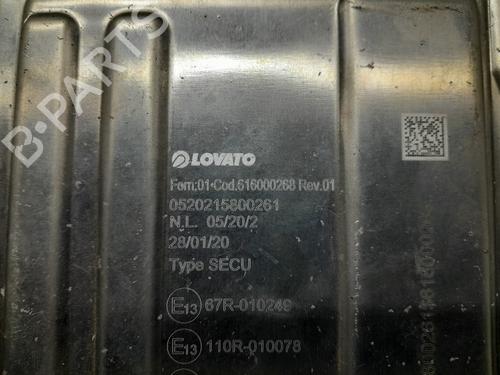 B-PARTS
LOVATO
Forn:01-Cod.616000268 Rev.01
0520215800261
N.L. 05/20/2
28/01/20
Type SECU
E13 67R-010249
E13 110R-010078